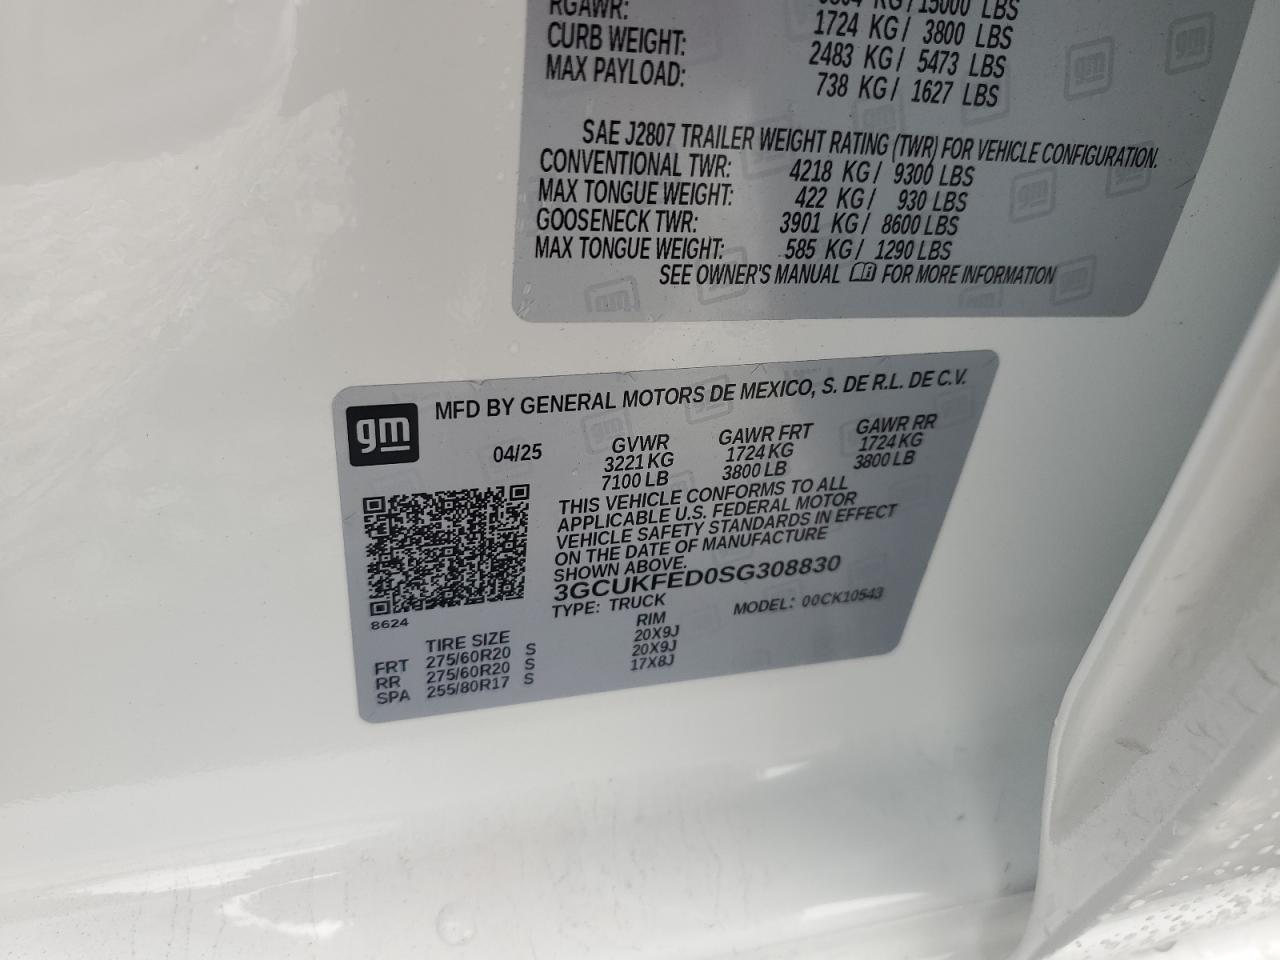 RGAWR: KG/15000 LBS
1724 KG/ 3800 LBS
CURB WEIGHT: 2483 KG/ 5473 LBS
MAX PAYLOAD: 738 KG/ 1627 LBS
SAE J2807 TRAILER WEIGHT RATING (TWR) FOR VEHICLE CONFIGURATION.
CONVENTIONAL TWR: 4218 KG/ 9300 LBS
MAX TONGUE WEIGHT: 422 KG/ 930 LBS
GOOSENECK TWR: 3901 KG/ 8600 LBS
MAX TONGUE WEIGHT: 585 KG/ 1290 LBS
SEE OWNER'S MANUAL FOR MORE INFORMATION
gm
MFD BY GENERAL MOTORS DE MEXICO, S. DE R.L. DE C.V.
04/25 GVWR GAWR FRT GAWR RR
3221 KG 1724 KG 1724 KG
7100 LB 3800 LB 3800 LB
THIS VEHICLE CONFORMS TO ALL
APPLICABLE U.S. FEDERAL MOTOR
VEHICLE SAFETY STANDARDS IN EFFECT
ON THE DATE OF MANUFACTURE
SHOWN ABOVE.
3GCUKFED0SG308830
TYPE: TRUCK MODEL: 00CK10543
8624
TIRE SIZE RIM
FRT 275/60R20 S 20X9J
RR 275/60R20 S 20X9J
SPA 255/80R17 S 17X8J